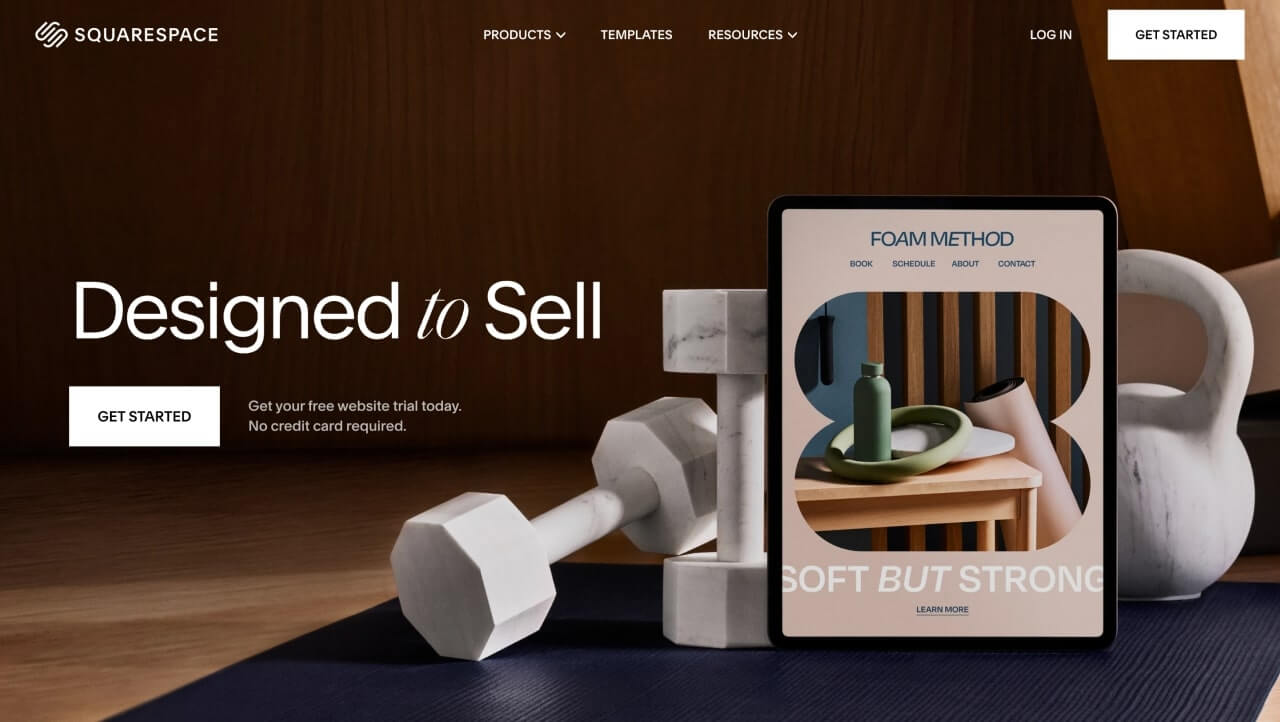 SQUARESPACE
PRODUCTS
TEMPLATES
RESOURCES
LOG IN
GET STARTED
Designed to Sell
GET STARTED
Get your free website trial today.
No credit card required.
FOAM METHOD
BOOK SCHEDULE ABOUT CONTACT
SOFT BUT STRONG
LEARN MORE